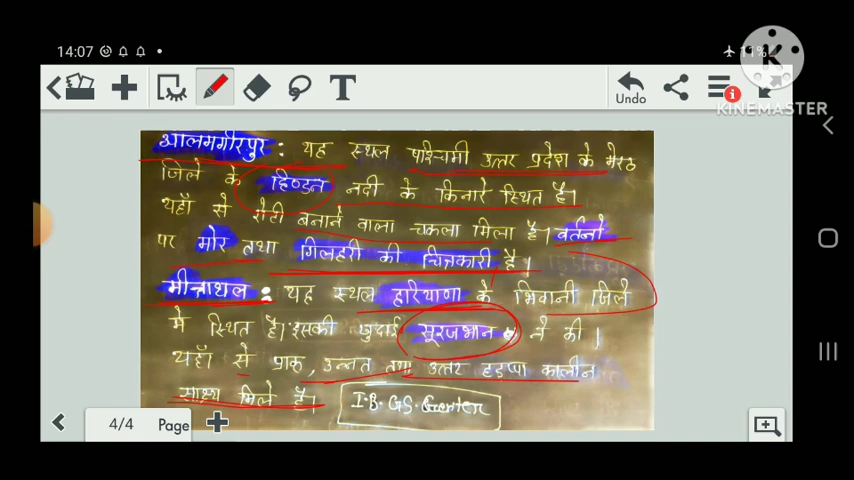 14:07
11%
KINEMASTER
Undo
आलमगीरपुर : यह स्थल पश्चिमी उत्तर प्रदेश के मेरठ
जिले के हिण्डन नदी के किनारे स्थित है।
यहाँ से रोटी बनाने वाला चकला मिला है। बर्तनो
पर मोर तथा गिलहरी की चित्रकारी है।
मीत्ताथल : यह स्थल हरियाणा के भिवानी जिले
मे स्थित है। इसकी खुदाई सूरजभान ने की।
यहाँ से प्राक, उन्नत तथा उत्तर हड़प्पा कालीन
साक्ष्य मिले है।
I.B. GS. Center
4/4 Page